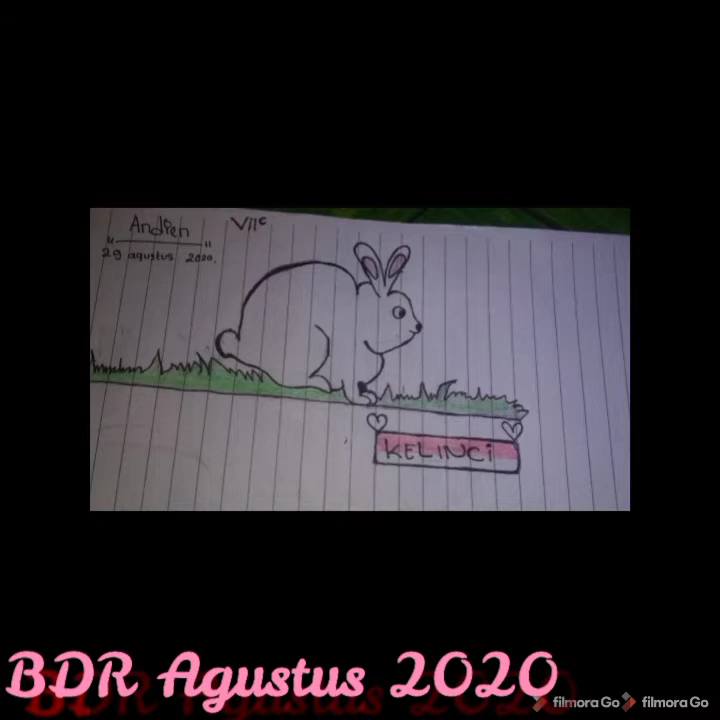 Andien VIIc
"29 agustus 2020."
KELINCI
BDR Agustus 2020
filmoraGo filmoraGo